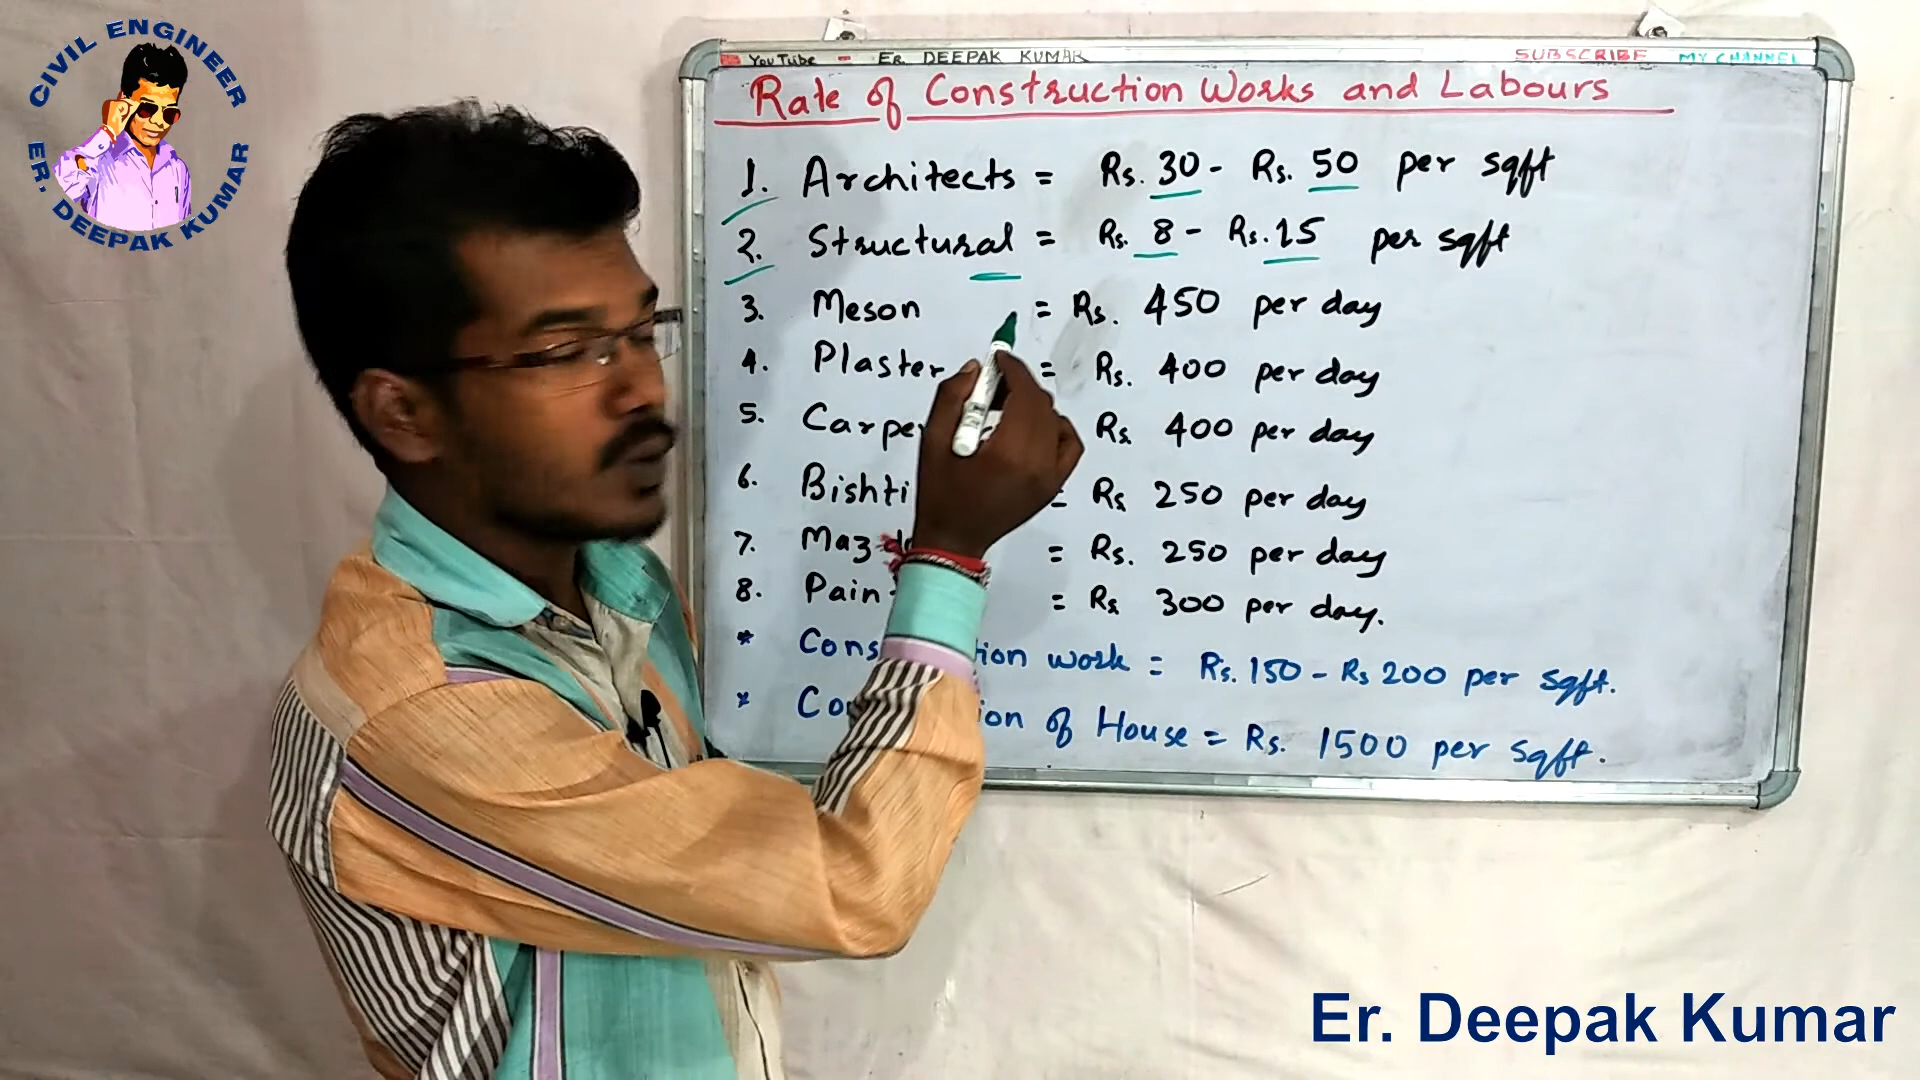 CIVIL ENGINEER
ER. DEEPAK KUMAR
YouTube - ER. DEEPAK KUMAR SUBSCRIBE MY CHANNEL
Rate of Construction Works and Labours
1. Architects = Rs. 30 - Rs. 50 per sqft
2. Structural = Rs. 8 - Rs. 15 per sqft
3. Meson = Rs. 450 per day
4. Plaster = Rs. 400 per day
5. Carpe Rs. 400 per day
6. Bishti = Rs 250 per day
7. Mazd = Rs. 250 per day
8. Pain = Rs 300 per day.
* Cons ion work = Rs. 150 - Rs 200 per sqft.
* Co ion of House = Rs. 1500 per sqft.
Er. Deepak Kumar